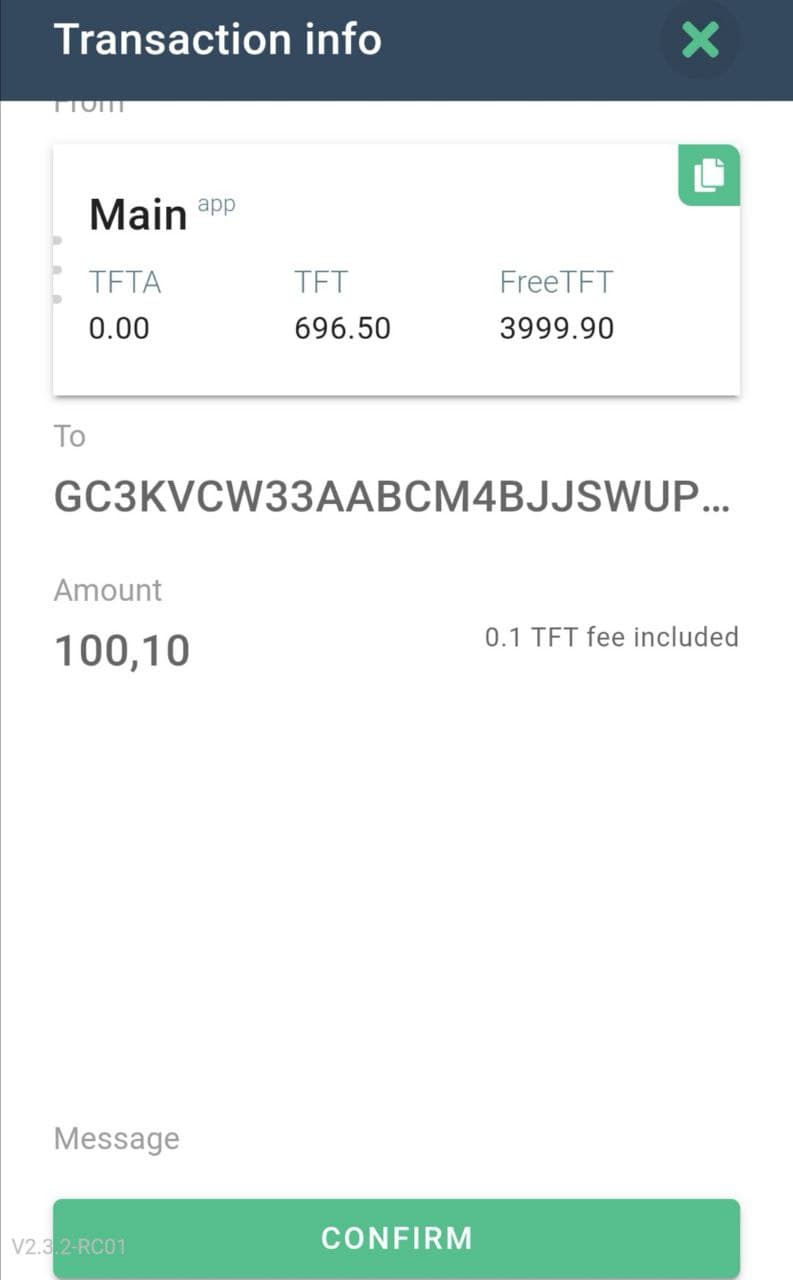 Transaction info
From
Main app
TFTA TFT FreeTFT
0.00 696.50 3999.90
To
GC3KVCW33AABCM4BJJSWUP...
Amount
100,10
0.1 TFT fee included
Message
CONFIRM
V2.3.2-RC01